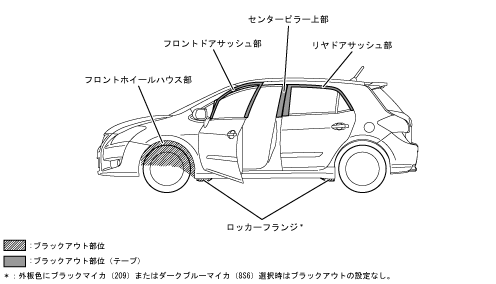 センターピラー上部
フロントドアサッシュ部
リヤドアサッシュ部
フロントホイールハウス部
ロッカーフランジ*
:ブラックアウト部位
:ブラックアウト部位（テープ）
* : 外板色にブラックマイカ（209）またはダークブルーマイカ（8S6）選択時はブラックアウトの設定なし。